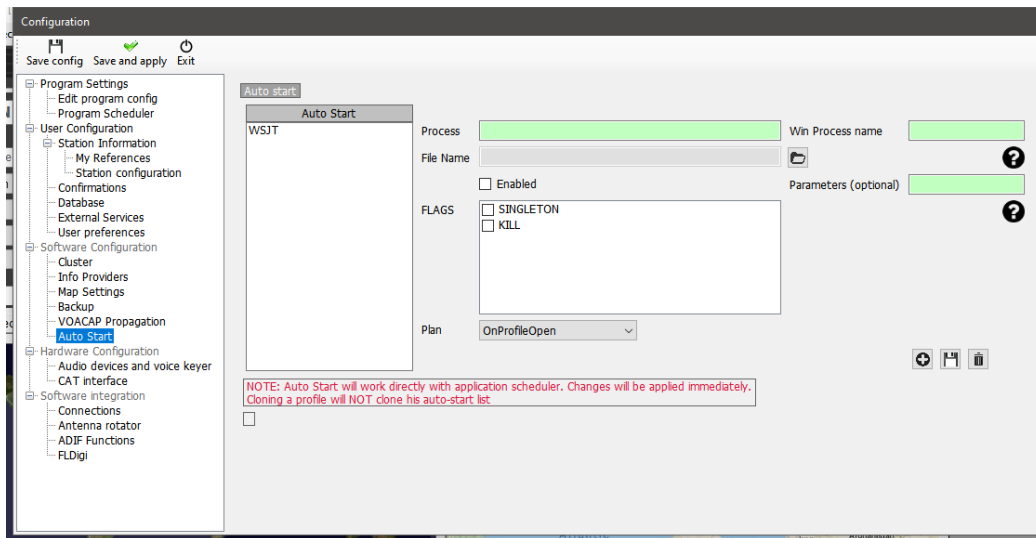 Configuration
Save config Save and apply Exit
Program Settings
Edit program config
Program Scheduler
User Configuration
Station Information
My References
Station configuration
Confirmations
Database
External Services
User preferences
Software Configuration
Cluster
Info Providers
Map Settings
Backup
VOACAP Propagation
Auto Start
Hardware Configuration
Audio devices and voice keyer
CAT interface
Software integration
Connections
Antenna rotator
ADIF Functions
FLDigi
Auto start
Auto Start
WSJT
Process
Win Process name
File Name
Enabled
Parameters (optional)
FLAGS
SINGLETON
KILL
Plan
OnProfileOpen
NOTE: Auto Start will work directly with application scheduler. Changes will be applied immediately.
Cloning a profile will NOT clone his auto-start list